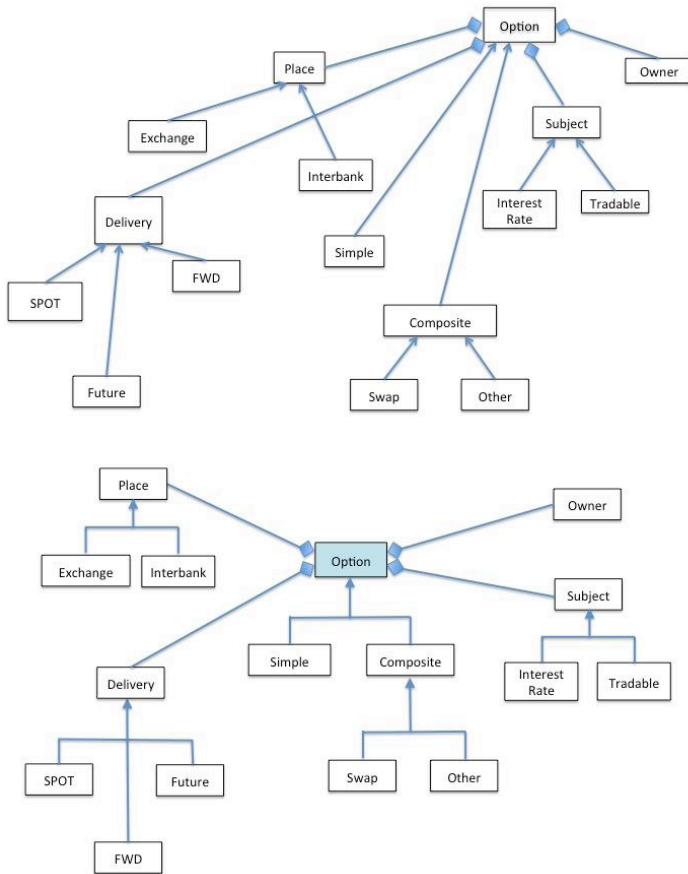 Option
Place
Owner
Exchange
Subject
Interbank
Interest
Rate
Tradable
Delivery
Simple
FWD
SPOT
Composite
Future
Swap
Other
Place
Owner
Option
Exchange
Interbank
Subject
Simple
Composite
Delivery
Interest
Rate
Tradable
SPOT
Future
Swap
Other
FWD